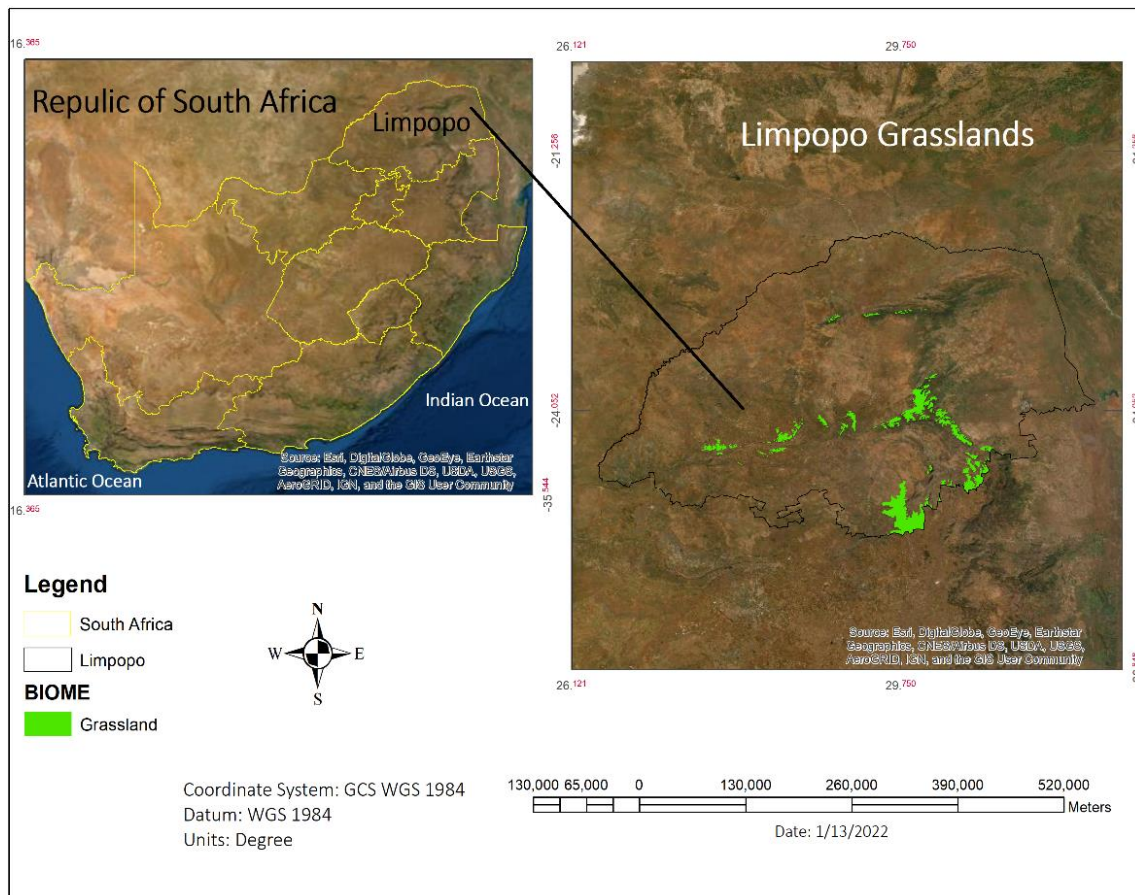 16.365
26.121
29.750
Repulic of South Africa
Limpopo
Limpopo Grasslands
-21.256
Indian Ocean
-24.052
Source: Esri, DigitalGlobe, GeoEye, Earthstar
Geographics, CNES/Airbus DS, USDA, USGS,
AeroGRID, IGN, and the GIS User Community
Atlantic Ocean
16.365
-35.544
Source: Esri, DigitalGlobe, GeoEye, Earthstar
Geographics, CNES/Airbus DS, USDA, USGS,
AeroGRID, IGN, and the GIS User Community
26.121
29.750
Legend
South Africa
Limpopo
BIOME
Grassland
N
W
E
S
Coordinate System: GCS WGS 1984
Datum: WGS 1984
Units: Degree
130,000 65,000 0 130,000 260,000 390,000 520,000
Meters
Date: 1/13/2022